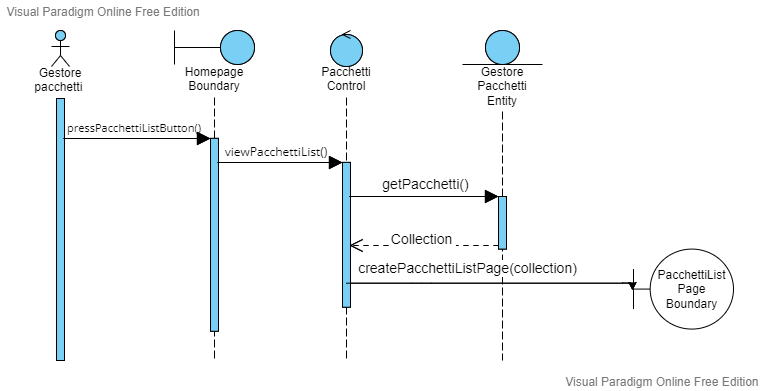 Visual Paradigm Online Free Edition
Gestore
pacchetti
Homepage
Boundary
Pacchetti
Control
Gestore
Pacchetti
Entity
pressPacchettiListButton()
viewPacchettiList()
getPacchetti()
Collection
createPacchettiListPage(collection)
PacchettiList
Page
Boundary
Visual Paradigm Online Free Edition